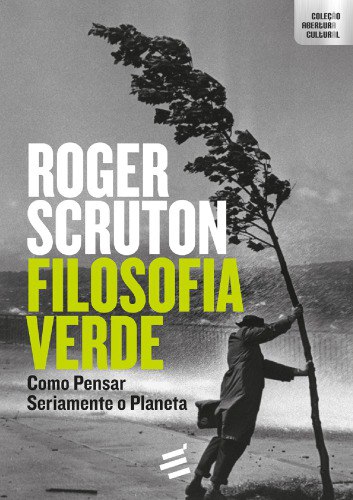 COLEÇÃO
ABERTURA
CULTURAL
ROGER
SCRUTON
FILOSOFIA
VERDE
Como Pensar
Seriamente o Planeta